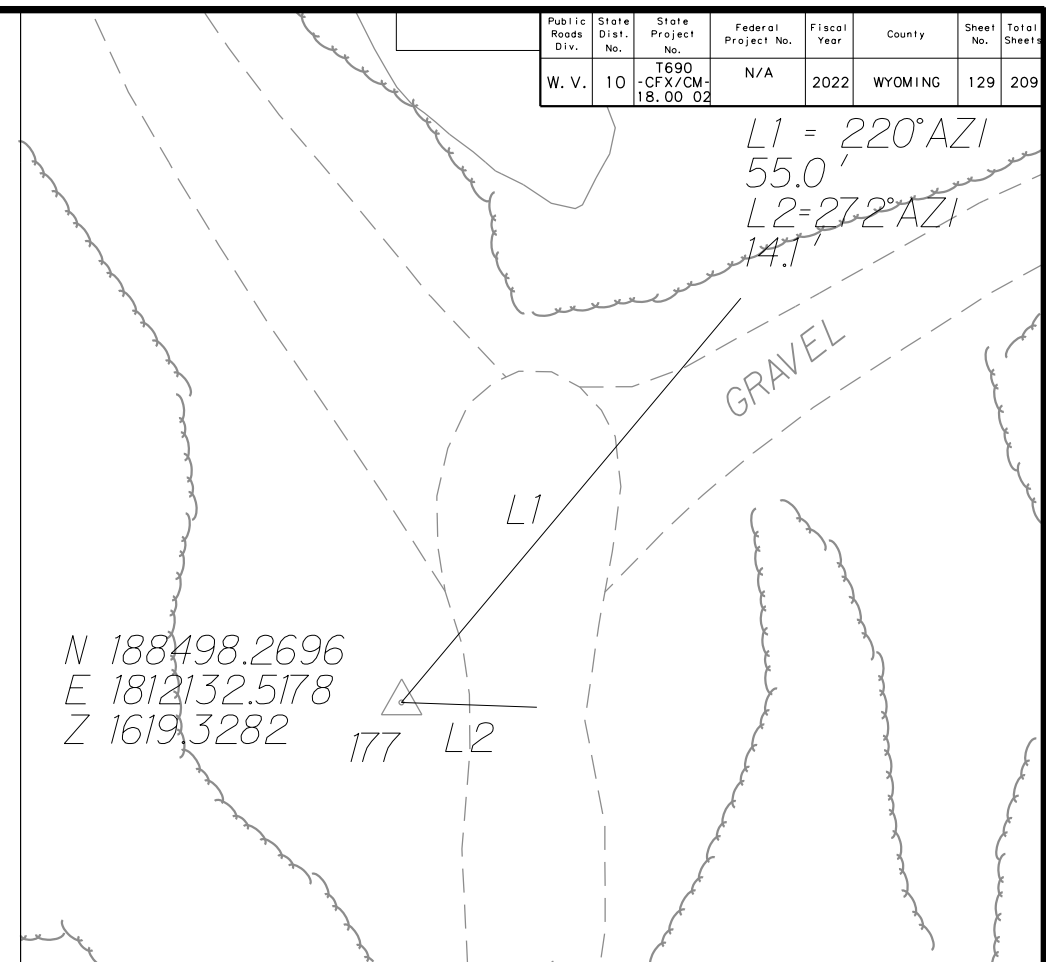 Public Roads Div. State Dist. No. State Project No. Federal Project No. Fiscal Year County Sheet No. Total Sheets
W. V. 10 T690 -CFX/CM- 18.00 02 N/A 2022 WYOMING 129 209
L1 = 220°AZI
55.0'
L2=272°AZI
14.1'
GRAVEL
L1
N 188498.2696
E 1812132.5178
Z 1619.3282
177
L2